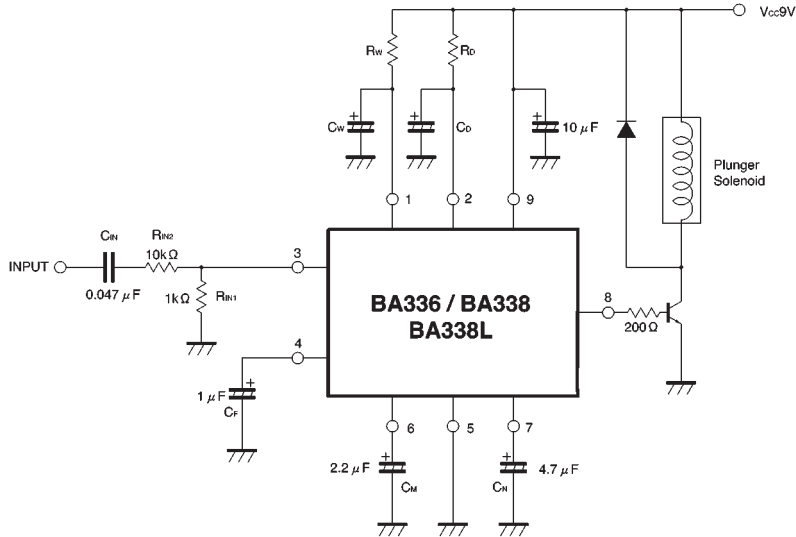 Vcc9V
RW
RD
CW
CD
10 μF
Plunger
Solenoid
1
2
9
CIN
RIN2
10kΩ
INPUT
3
0.047 μF
1kΩ
RIN1
BA336 / BA338
BA338L
8
200Ω
4
1 μF
CF
6
5
7
2.2 μF
CM
CN
4.7 μF